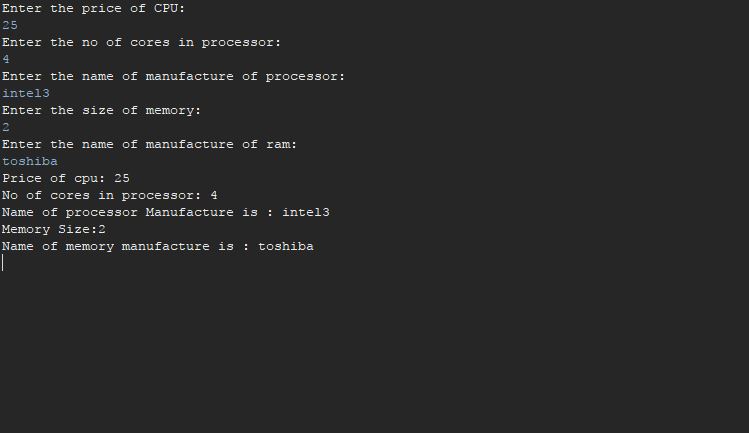 Enter the price of CPU:
25
Enter the no of cores in processor:
4
Enter the name of manufacture of processor:
intel3
Enter the size of memory:
2
Enter the name of manufacture of ram:
toshiba
Price of cpu: 25
No of cores in processor: 4
Name of processor Manufacture is : intel3
Memory Size:2
Name of memory manufacture is : toshiba